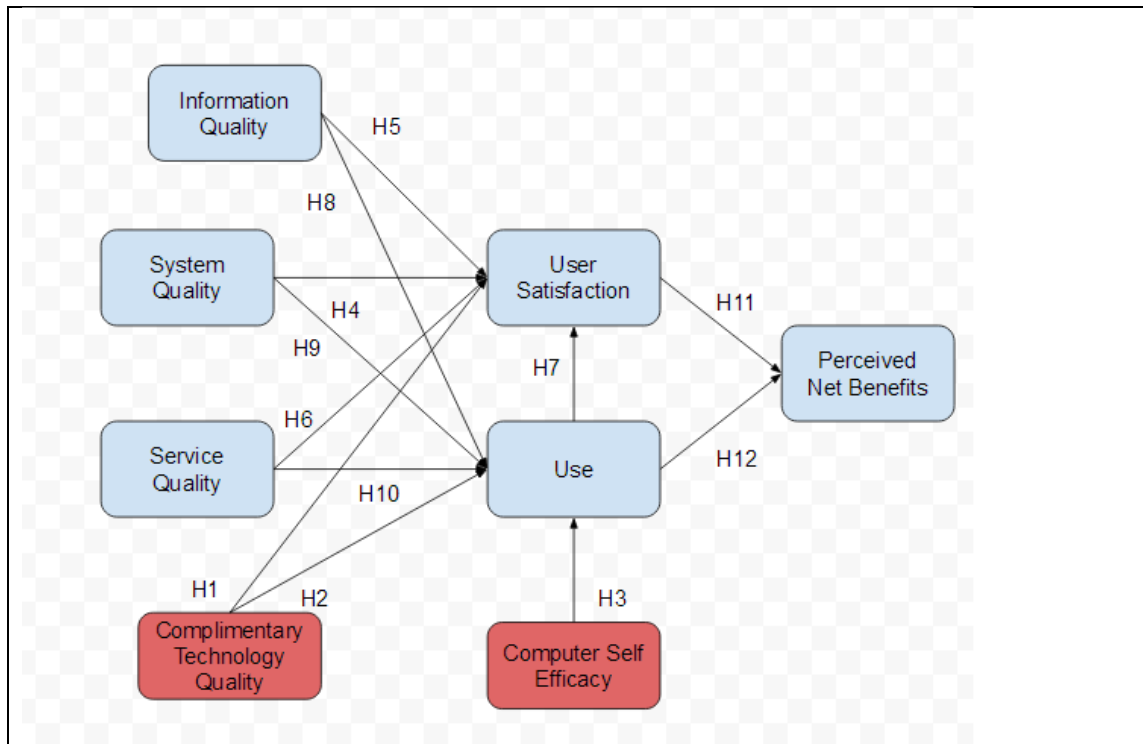 Information
Quality
H5
H8
System
Quality
User
Satisfaction
H4
H11
H9
H7
Perceived
Net Benefits
H6
Service
Quality
Use
H12
H10
H1
H2
H3
Complimentary
Technology
Quality
Computer Self
Efficacy